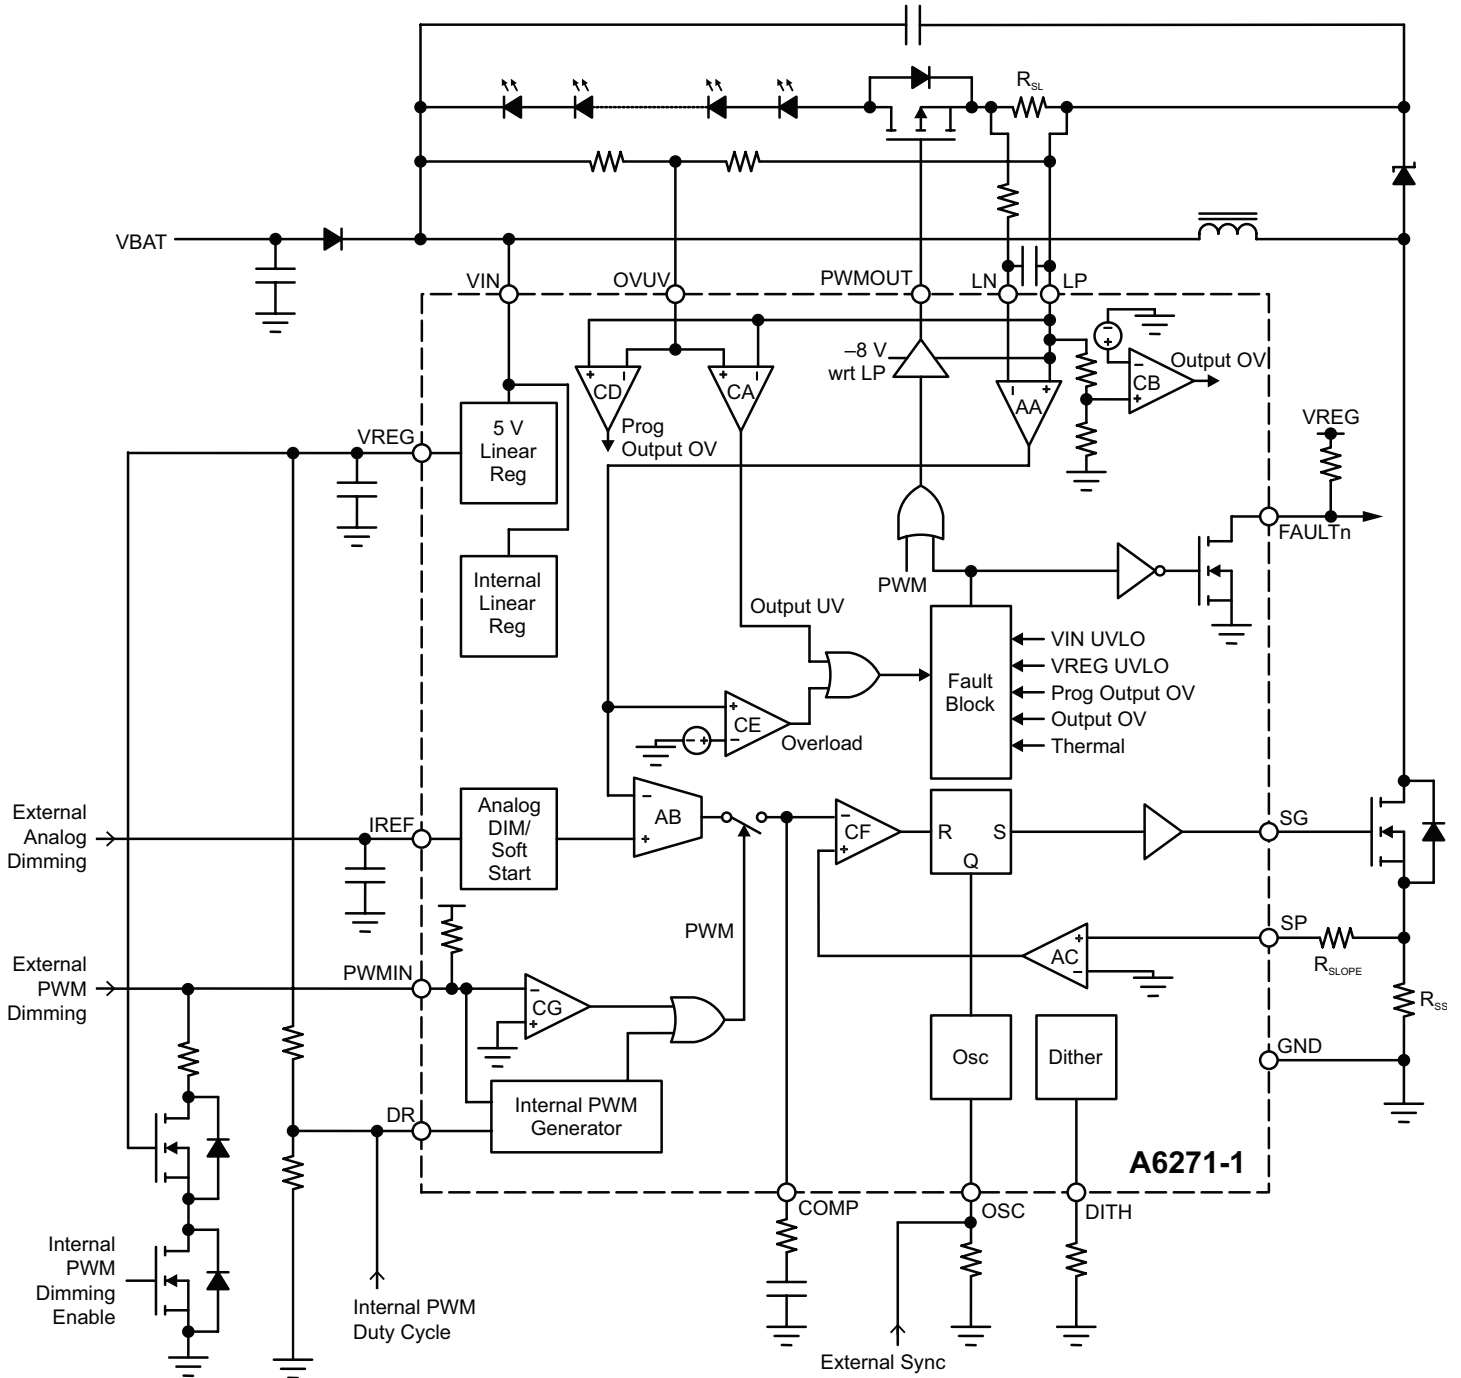 R_SL
VBAT
VIN
OVUV
PWMOUT
LN
LP
–8 V
wrt LP
+ –
– +
+ –
+ –
– +
– +
CD
CA
AA
CB
Output OV
Prog
Output OV
VREG
5 V
Linear
Reg
VREG
FAULTn
PWM
Internal
Linear
Reg
Output UV
Fault
Block
VIN UVLO
VREG UVLO
Prog Output OV
Output OV
Thermal
+
–
CE
– +
Overload
External
Analog
Dimming
IREF
Analog
DIM/
Soft
Start
–
+
AB
–
+
CF
R
S
Q
SG
SP
R_SLOPE
+
–
AC
R_SS
PWM
External
PWM
Dimming
PWMIN
–
+
CG
Osc
Dither
GND
DR
Internal PWM
Generator
A6271-1
COMP
OSC
DITH
Internal
PWM
Dimming
Enable
Internal PWM
Duty Cycle
External Sync